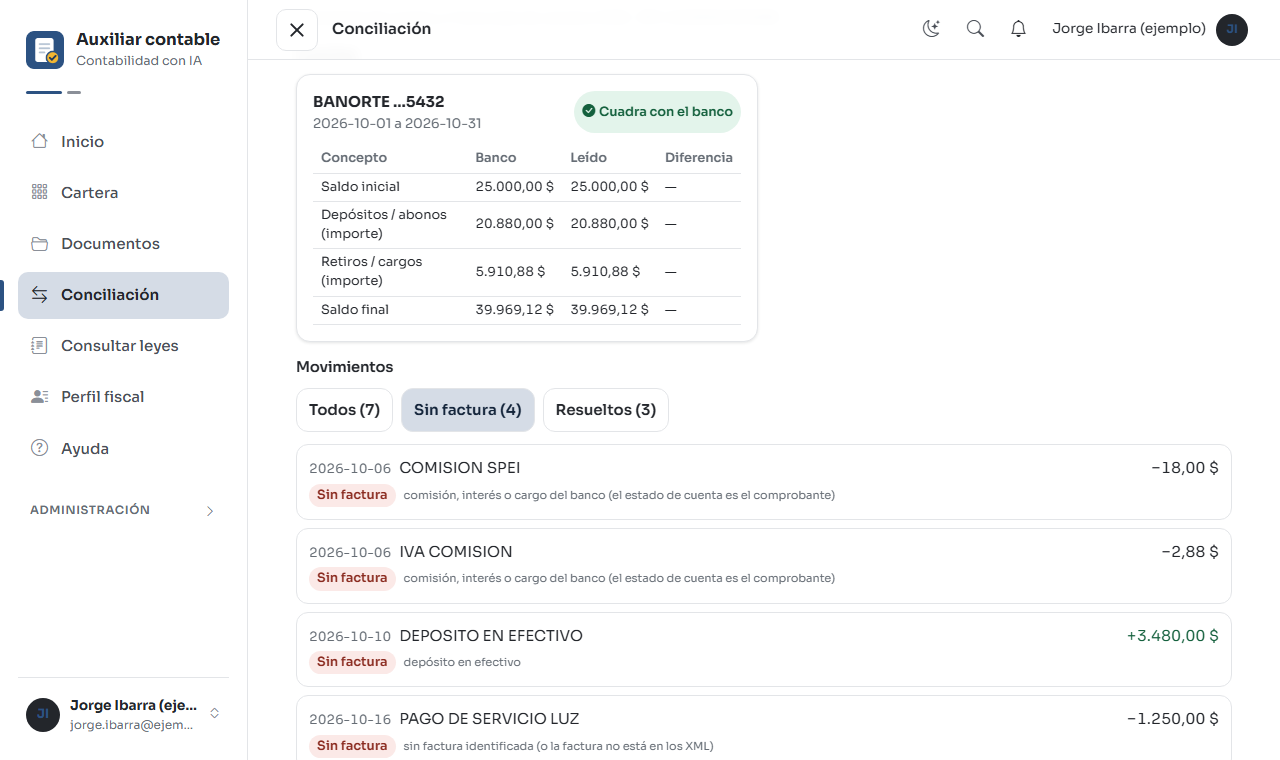 Auxiliar contable
Contabilidad con IA
Inicio
Cartera
Documentos
Conciliación
Consultar leyes
Perfil fiscal
Ayuda
ADMINISTRACIÓN
JI
Jorge Ibarra (eje...
jorge.ibarra@ejem...
Conciliación
Jorge Ibarra (ejemplo)
JI
BANORTE ...5432
2026-10-01 a 2026-10-31
Cuadra con el banco
Concepto Banco Leído Diferencia
Saldo inicial 25.000,00 $ 25.000,00 $ —
Depósitos / abonos
(importe) 20.880,00 $ 20.880,00 $ —
Retiros / cargos
(importe) 5.910,88 $ 5.910,88 $ —
Saldo final 39.969,12 $ 39.969,12 $ —
Movimientos
Todos (7) Sin factura (4) Resueltos (3)
2026-10-06 COMISION SPEI −18,00 $
Sin factura comisión, interés o cargo del banco (el estado de cuenta es el comprobante)
2026-10-06 IVA COMISION −2,88 $
Sin factura comisión, interés o cargo del banco (el estado de cuenta es el comprobante)
2026-10-10 DEPOSITO EN EFECTIVO +3.480,00 $
Sin factura depósito en efectivo
2026-10-16 PAGO DE SERVICIO LUZ −1.250,00 $
Sin factura sin factura identificada (o la factura no está en los XML)